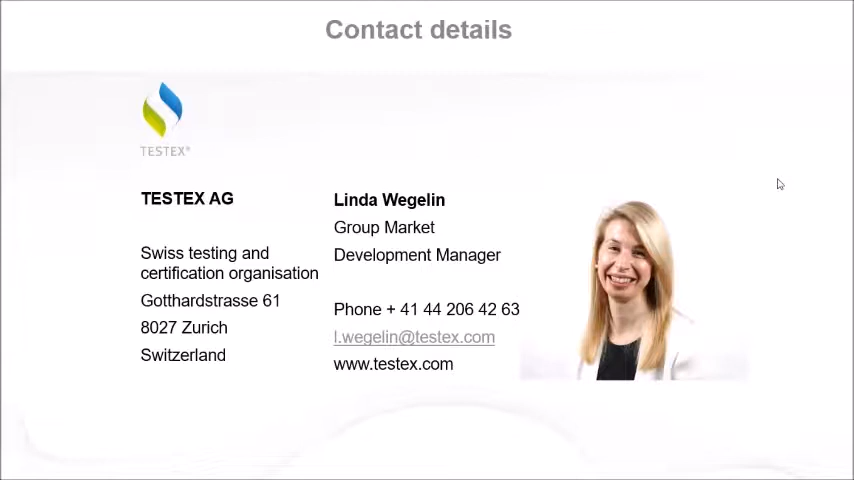 Contact details
TESTEX®
TESTEX AG
Swiss testing and
certification organisation
Gotthardstrasse 61
8027 Zurich
Switzerland
Linda Wegelin
Group Market
Development Manager
Phone + 41 44 206 42 63
l.wegelin@testex.com
www.testex.com